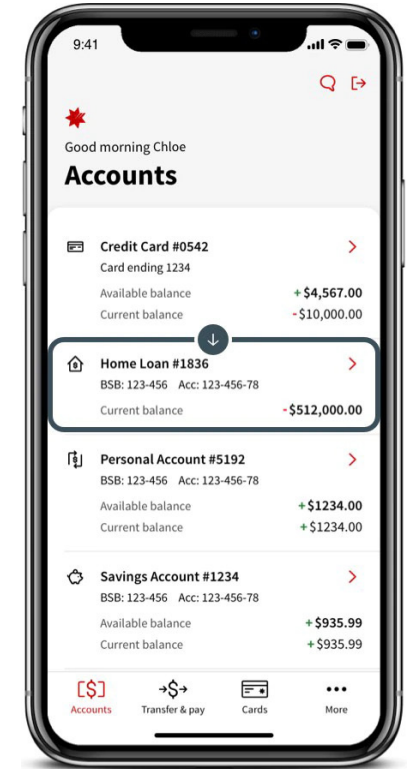 9:41
Good morning Chloe
Accounts
Credit Card #0542
Card ending 1234
Available balance +$4,567.00
Current balance -$10,000.00
Home Loan #1836
BSB: 123-456 Acc: 123-456-78
Current balance -$512,000.00
Personal Account #5192
BSB: 123-456 Acc: 123-456-78
Available balance +$1234.00
Current balance +$1234.00
Savings Account #1234
BSB: 123-456 Acc: 123-456-78
Available balance +$935.99
Current balance +$935.99
Accounts Transfer & pay Cards More